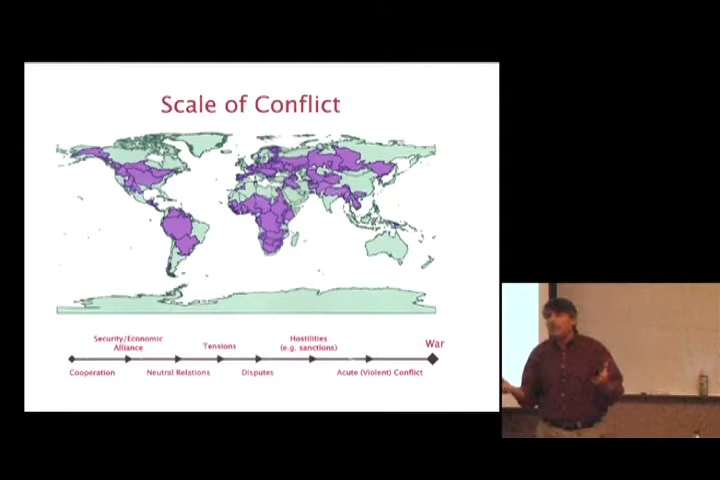 Scale of Conflict
Security/Economic
Alliance
Tensions
Hostilities
(e.g. sanctions)
War
Cooperation
Neutral Relations
Disputes
Acute (Violent) Conflict